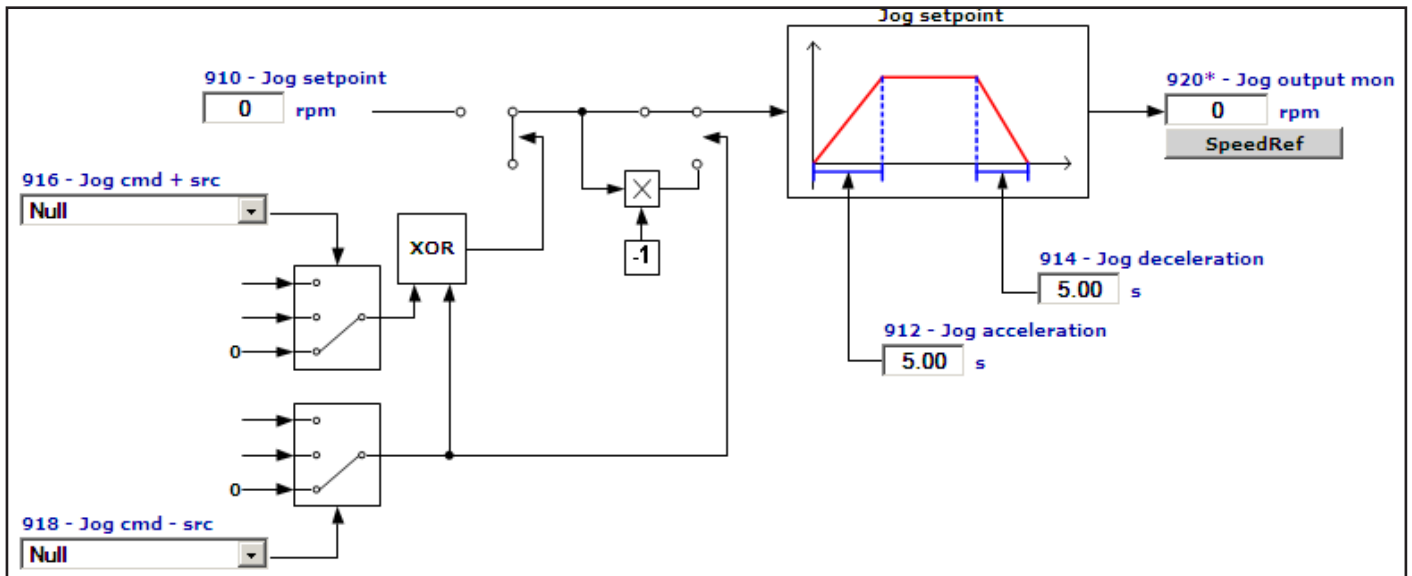 Jog setpoint
910 - Jog setpoint
0 rpm
920* - Jog output mon
0 rpm
SpeedRef
916 - Jog cmd + src
Null
XOR
-1
0
914 - Jog deceleration
5.00 s
912 - Jog acceleration
5.00 s
0
918 - Jog cmd - src
Null